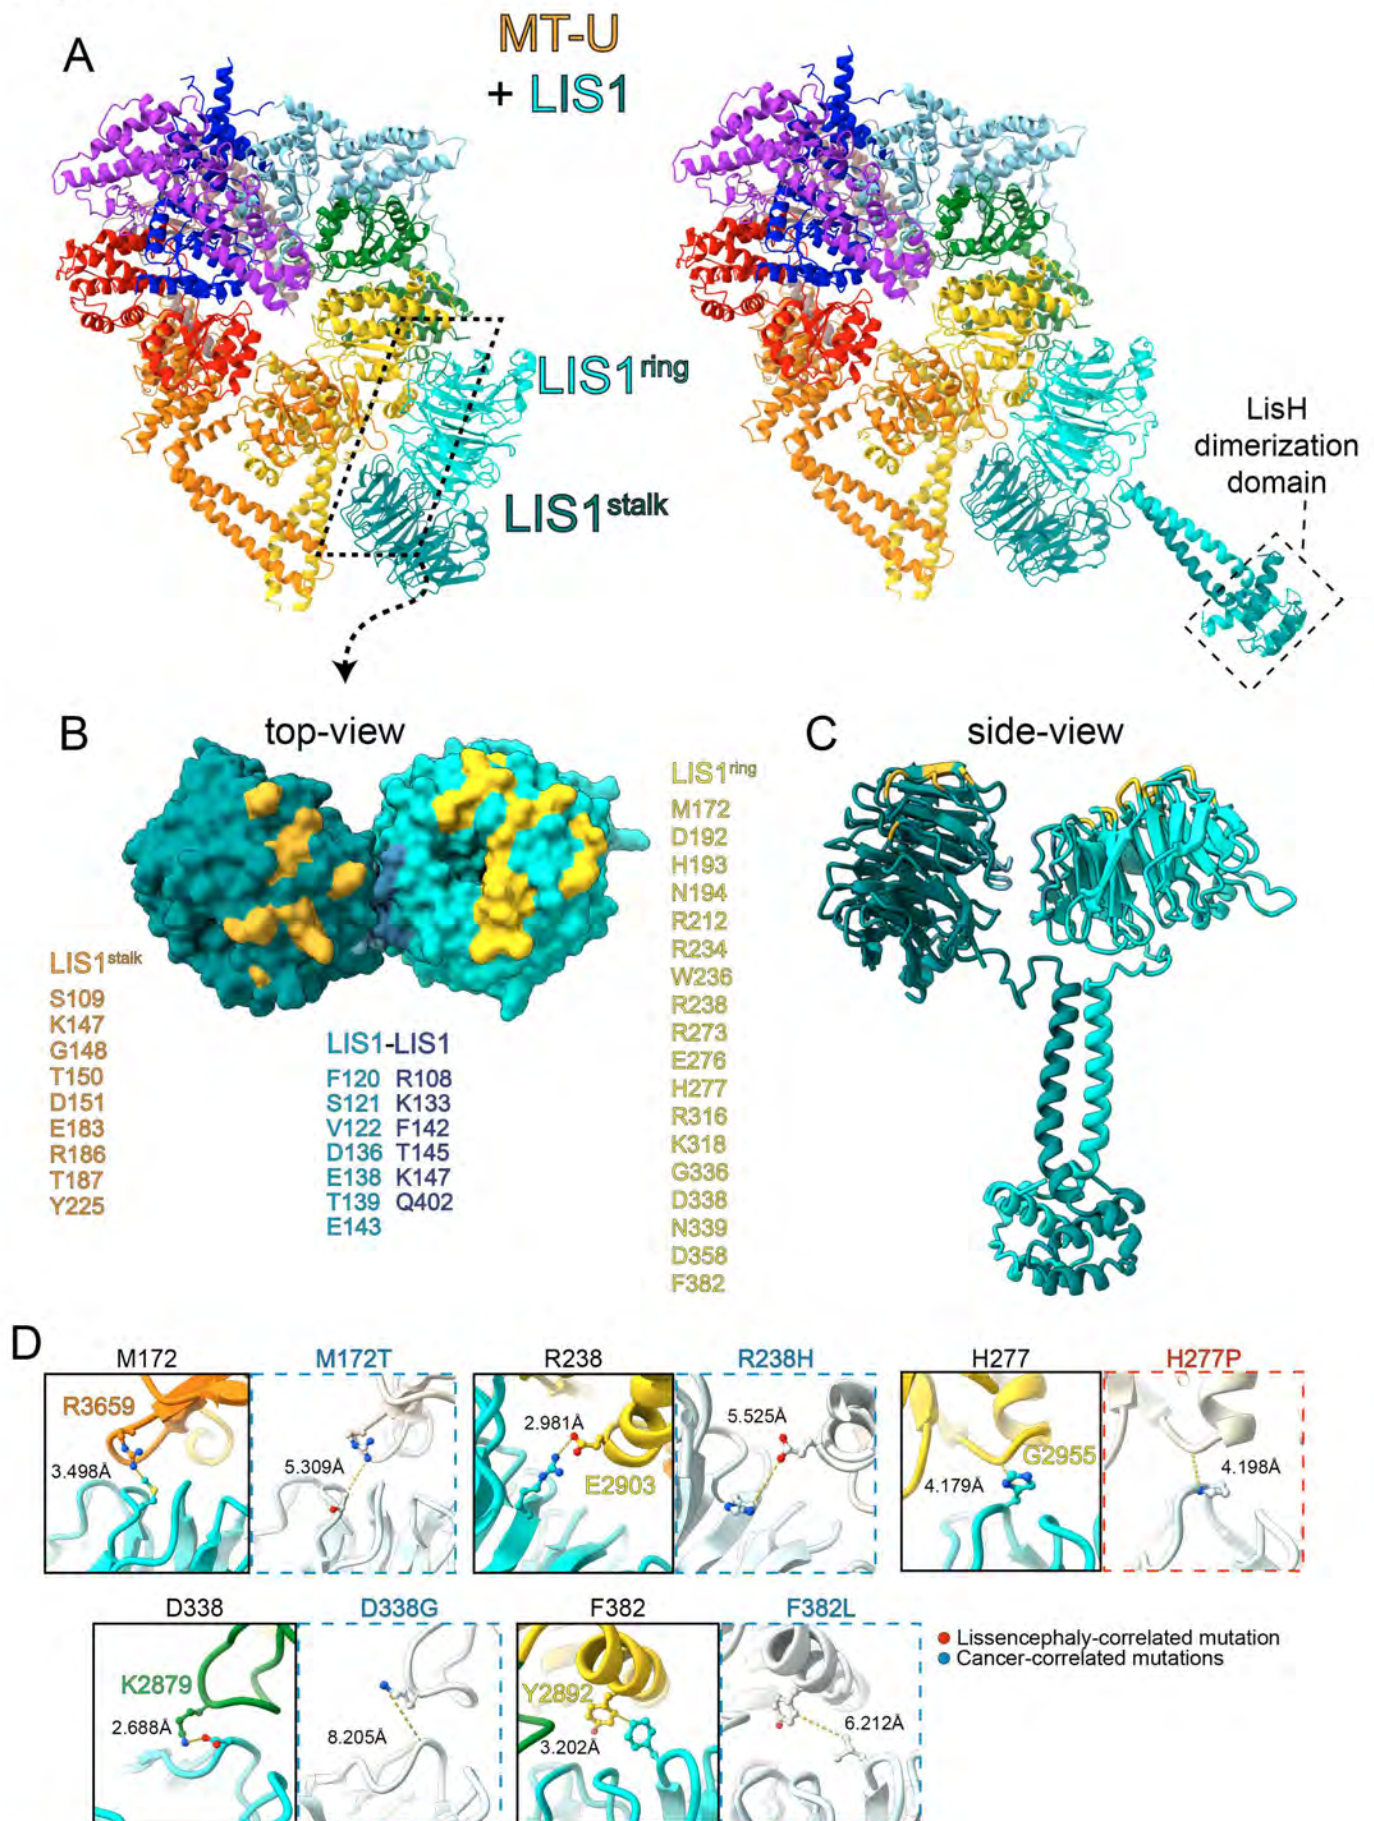 A
MT-U
+ LIS1
LIS1ring
LIS1stalk
LisH
dimerization
domain
B
top-view
LIS1stalk
S109
K147
G148
T150
D151
E183
R186
T187
Y225
LIS1-LIS1
F120 R108
S121 K133
V122 F142
D136 T145
E138 K147
T139 Q402
E143
LIS1ring
M172
D192
H193
N194
R212
R234
W236
R238
R273
E276
H277
R316
K318
G336
D338
N339
D358
F382
C
side-view
D
M172
R3659
3.498Å
M172T
5.309Å
R238
2.981Å
E2903
R238H
5.525Å
H277
G2955
4.179Å
H277P
4.198Å
D338
K2879
2.688Å
D338G
8.205Å
F382
Y2892
3.202Å
F382L
6.212Å
Lissencephaly-correlated mutation
Cancer-correlated mutations